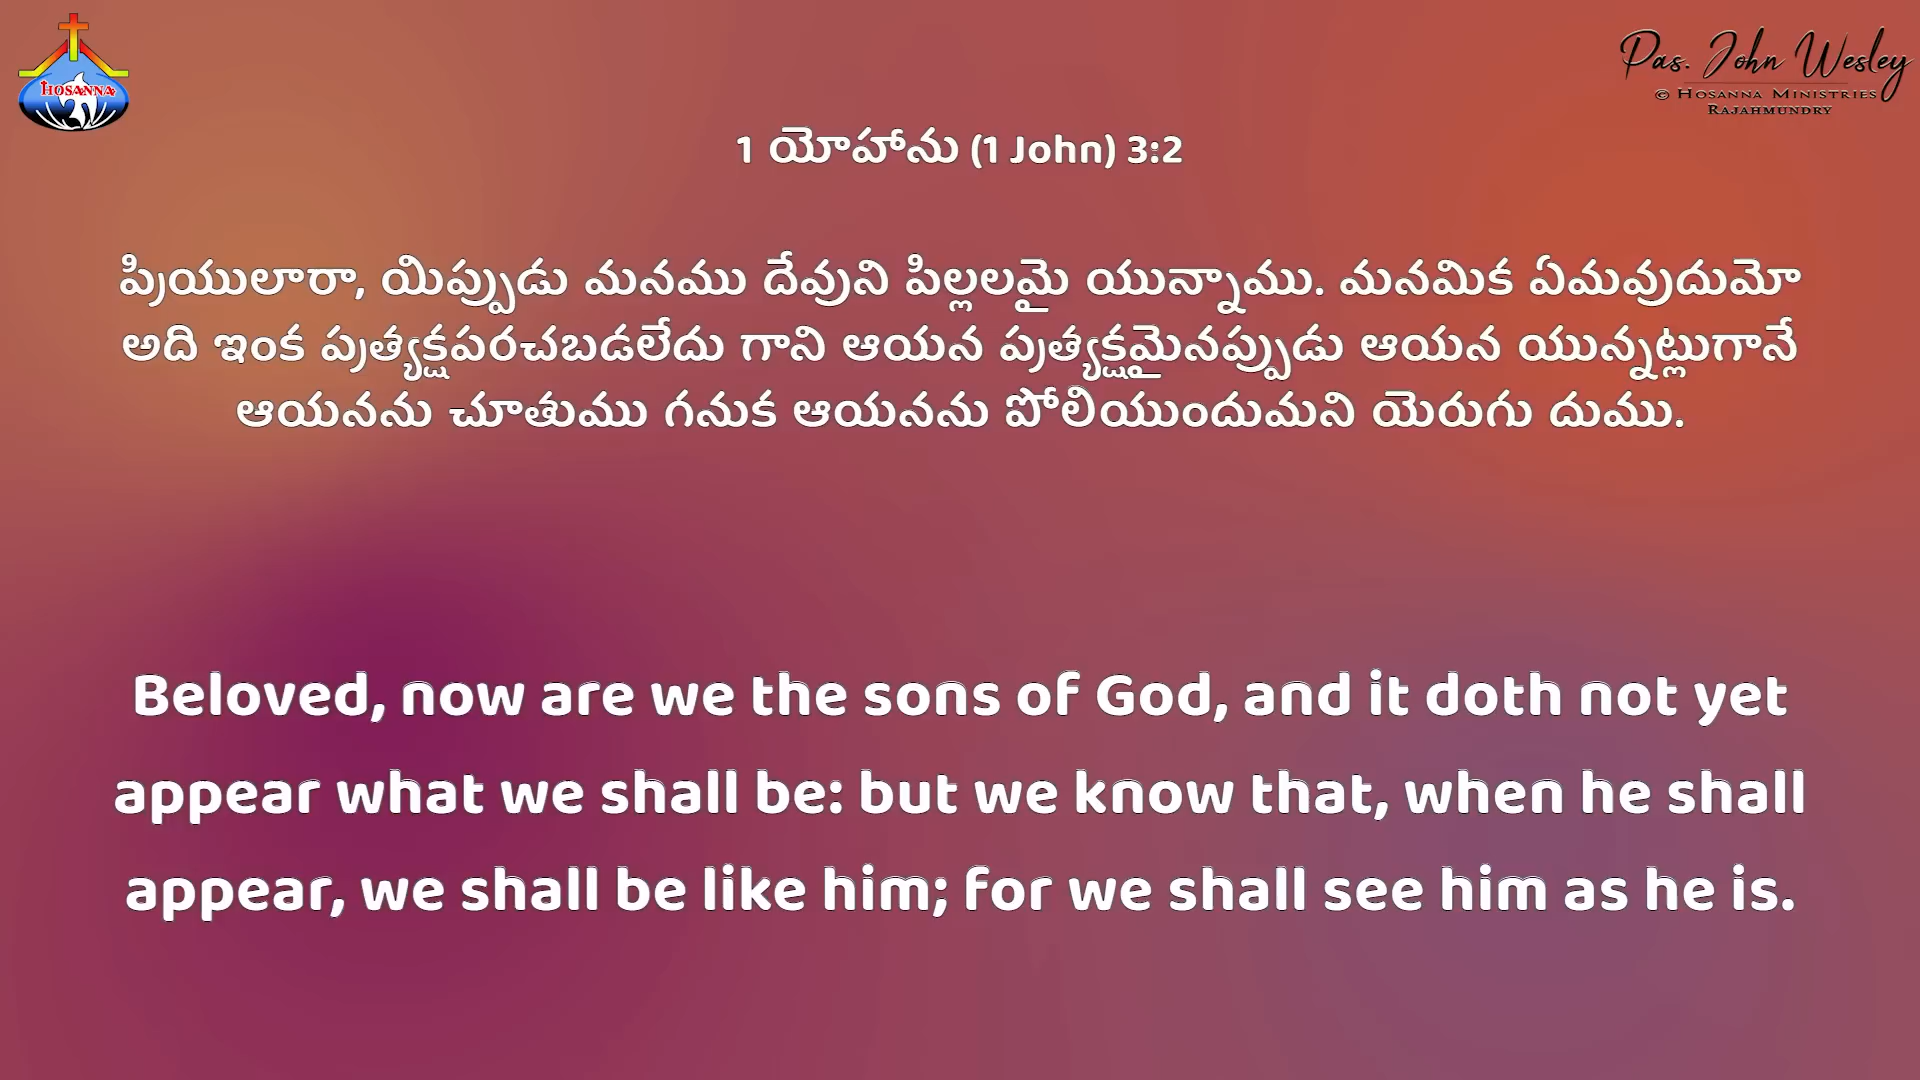 HOSANNA
Pas. John Wesley
© HOSANNA MINISTRIES
RAJAHMUNDRY
1 యోహాను (1 John) 3:2
ప్రియులారా, యిప్పుడు మనము దేవుని పిల్లలమై యున్నాము. మనమిక ఏమవుదుమో
అది ఇంక ప్రత్యక్షపరచబడలేదు గాని ఆయన ప్రత్యక్షమైనప్పుడు ఆయన యున్నట్లుగానే
ఆయనను చూతుము గనుక ఆయనను పోలియుందుమని యెరుగు దుము.
Beloved, now are we the sons of God, and it doth not yet
appear what we shall be: but we know that, when he shall
appear, we shall be like him; for we shall see him as he is.